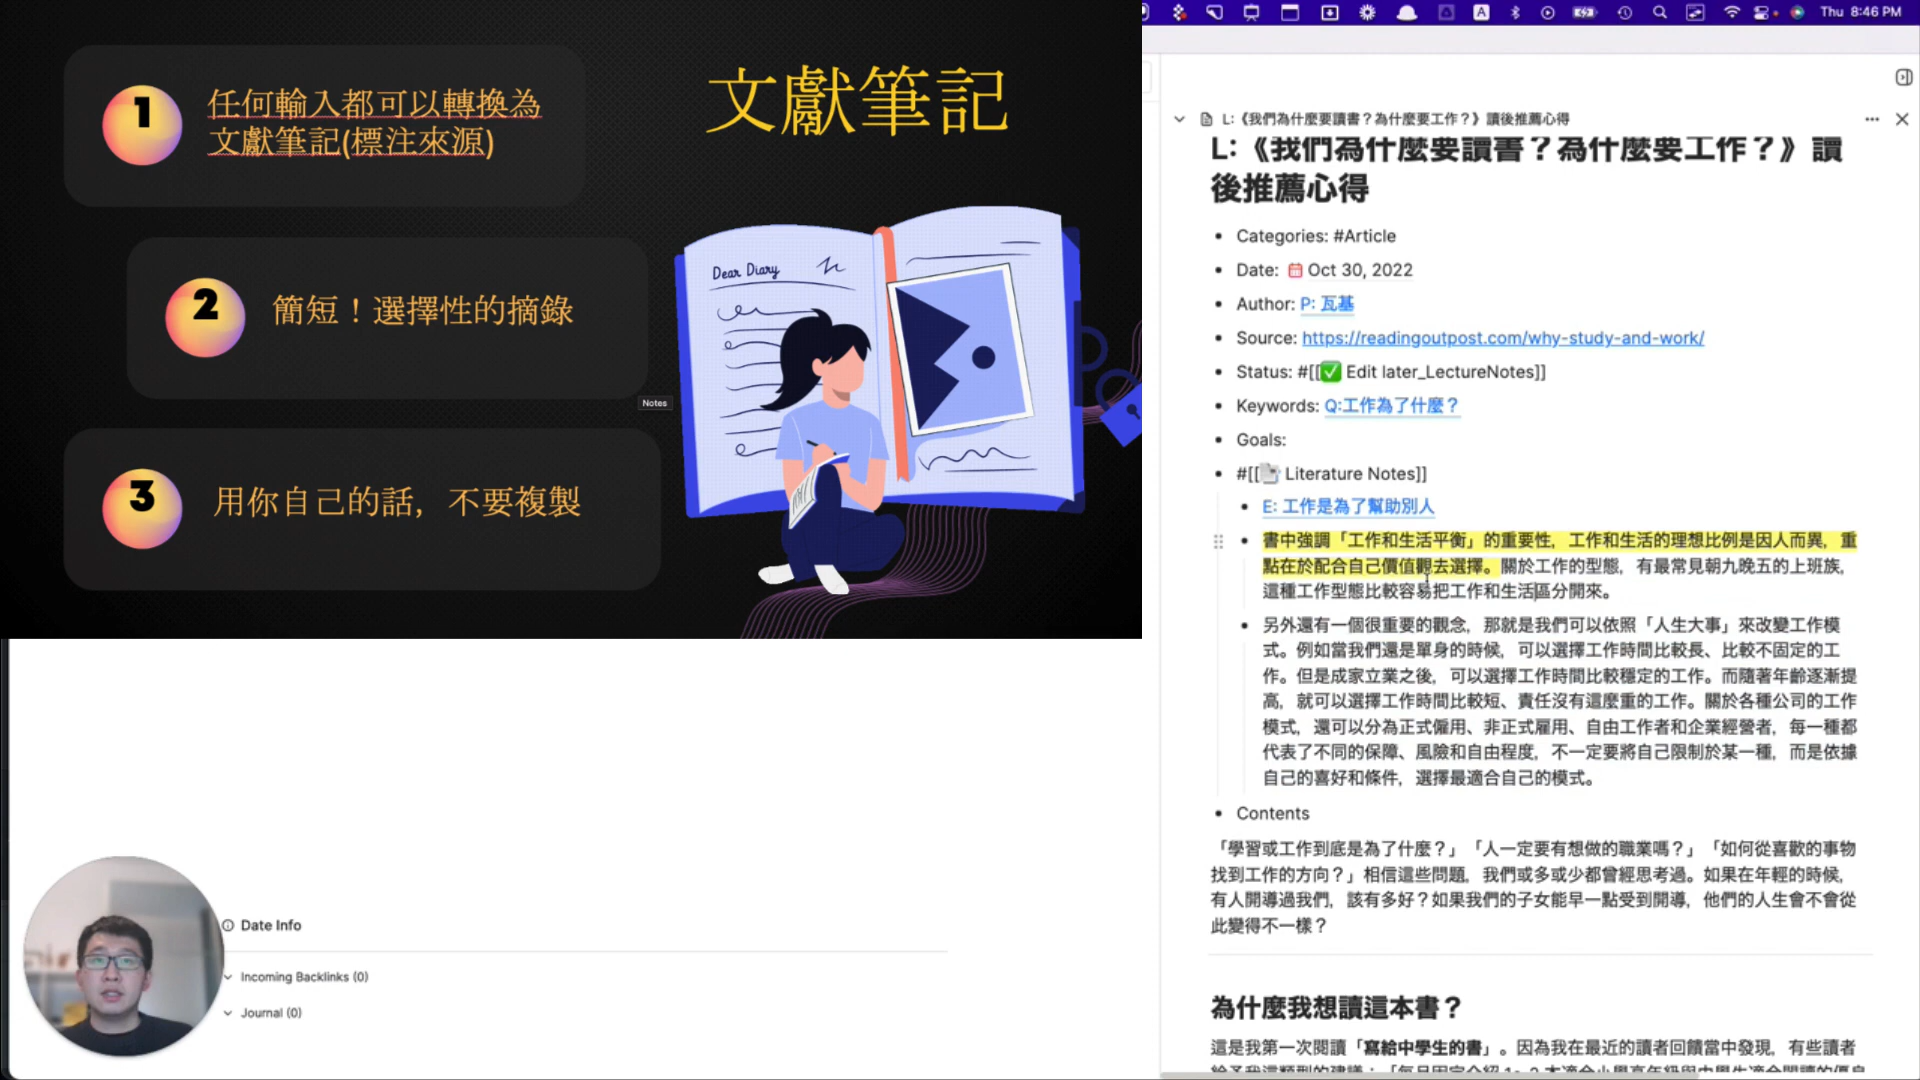 文獻筆記
1
任何輸入都可以轉換為
文獻筆記(標注來源)
2
簡短！選擇性的摘錄
3
用你自己的話，不要複製
Dear Diary
Notes
Date Info
Incoming Backlinks (0)
Journal (0)
A
Thu 8:46 PM
L:《我們為什麼要讀書？為什麼要工作？》讀後推薦心得
L:《我們為什麼要讀書？為什麼要工作？》讀
後推薦心得
Categories: #Article
Date: Oct 30, 2022
Author: P: 瓦基
Source: https://readingoutpost.com/why-study-and-work/
Status: #[[✅ Edit later_LectureNotes]]
Keywords: Q:工作為了什麼？
Goals:
#[[📑 Literature Notes]]
E: 工作是為了幫助別人
書中強調「工作和生活平衡」的重要性，工作和生活的理想比例是因人而異，重
點在於配合自己價值觀去選擇。關於工作的型態，有最常見朝九晚五的上班族，
這種工作型態比較容易把工作和生活區分開來。
另外還有一個很重要的觀念，那就是我們可以依照「人生大事」來改變工作模
式。例如當我們還是單身的時候，可以選擇工作時間比較長、比較不固定的工
作。但是成家立業之後，可以選擇工作時間比較穩定的工作。而隨著年齡逐漸提
高，就可以選擇工作時間比較短、責任沒有這麼重的工作。關於各種公司的工作
模式，還可以分為正式僱用、非正式雇用、自由工作者和企業經營者，每一種都
代表了不同的保障、風險和自由程度，不一定要將自己限制於某一種，而是依據
自己的喜好和條件，選擇最適合自己的模式。
Contents
「學習或工作到底是為了什麼？」「人一定要有想做的職業嗎？」「如何從喜歡的事物
找到工作的方向？」相信這些問題，我們或多或少都曾經思考過。如果在年輕的時候，
有人開導過我們，該有多好？如果我們的子女能早一點受到開導，他們的人生會不會從
此變得不一樣？
為什麼我想讀這本書？
這是我第一次閱讀「寫給中學生的書」。因為我在最近的讀者回饋當中發現，有些讀者